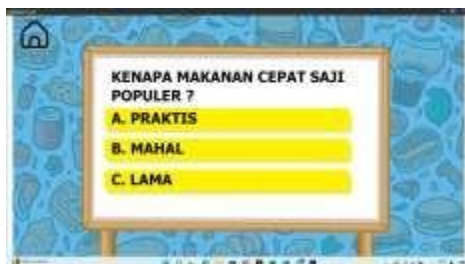 KENAPA MAKANAN CEPAT SAJI
POPULER ?
A. PRAKTIS
B. MAHAL
C. LAMA